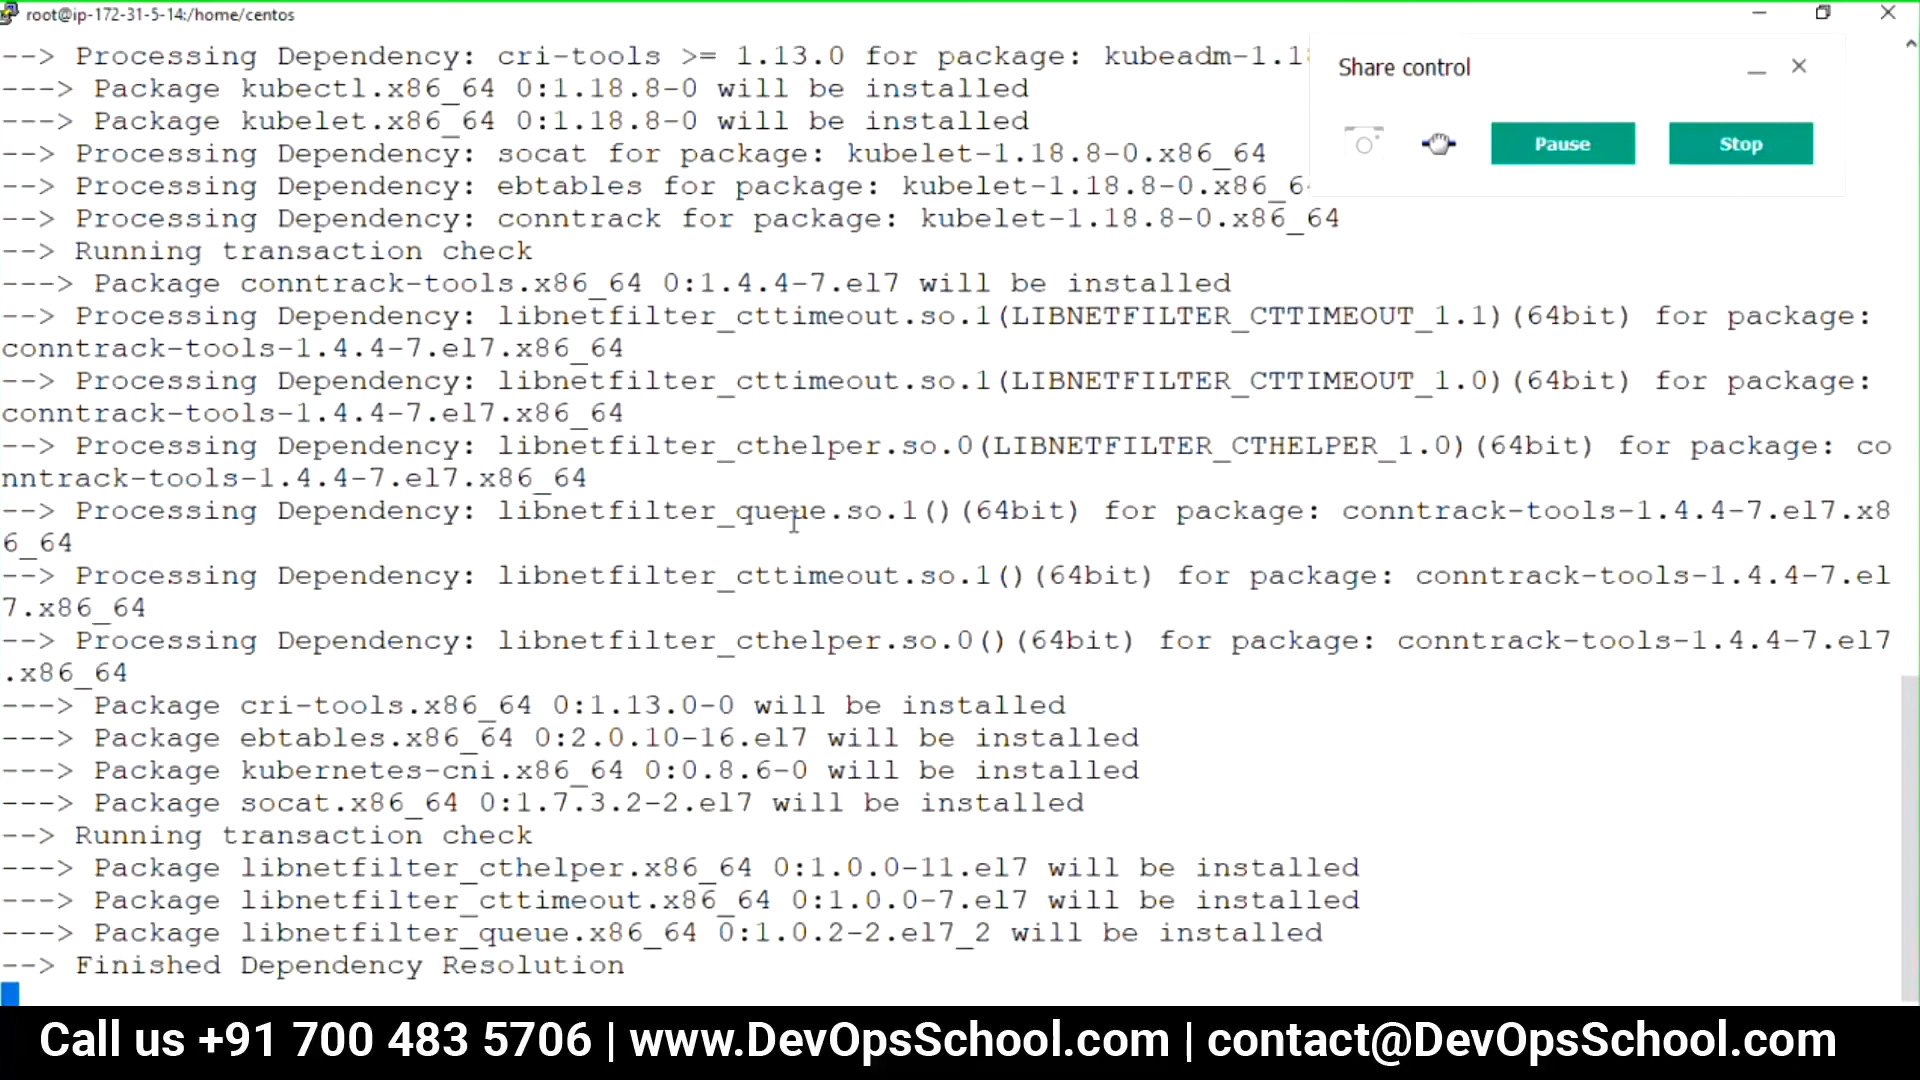 root@ip-172-31-5-14:/home/centos
--> Processing Dependency: cri-tools >= 1.13.0 for package: kubeadm-1.1
---> Package kubectl.x86_64 0:1.18.8-0 will be installed
---> Package kubelet.x86_64 0:1.18.8-0 will be installed
--> Processing Dependency: socat for package: kubelet-1.18.8-0.x86_64
--> Processing Dependency: ebtables for package: kubelet-1.18.8-0.x86_6
--> Processing Dependency: conntrack for package: kubelet-1.18.8-0.x86_64
--> Running transaction check
---> Package conntrack-tools.x86_64 0:1.4.4-7.el7 will be installed
--> Processing Dependency: libnetfilter_cttimeout.so.1(LIBNETFILTER_CTTIMEOUT_1.1)(64bit) for package:
conntrack-tools-1.4.4-7.el7.x86_64
--> Processing Dependency: libnetfilter_cttimeout.so.1(LIBNETFILTER_CTTIMEOUT_1.0)(64bit) for package:
conntrack-tools-1.4.4-7.el7.x86_64
--> Processing Dependency: libnetfilter_cthelper.so.0(LIBNETFILTER_CTHELPER_1.0)(64bit) for package: co
nntrack-tools-1.4.4-7.el7.x86_64
--> Processing Dependency: libnetfilter_queue.so.1()(64bit) for package: conntrack-tools-1.4.4-7.el7.x8
6_64
--> Processing Dependency: libnetfilter_cttimeout.so.1()(64bit) for package: conntrack-tools-1.4.4-7.el
7.x86_64
--> Processing Dependency: libnetfilter_cthelper.so.0()(64bit) for package: conntrack-tools-1.4.4-7.el7
.x86_64
---> Package cri-tools.x86_64 0:1.13.0-0 will be installed
---> Package ebtables.x86_64 0:2.0.10-16.el7 will be installed
---> Package kubernetes-cni.x86_64 0:0.8.6-0 will be installed
---> Package socat.x86_64 0:1.7.3.2-2.el7 will be installed
--> Running transaction check
---> Package libnetfilter_cthelper.x86_64 0:1.0.0-11.el7 will be installed
---> Package libnetfilter_cttimeout.x86_64 0:1.0.0-7.el7 will be installed
---> Package libnetfilter_queue.x86_64 0:1.0.2-2.el7_2 will be installed
--> Finished Dependency Resolution
Share control
Pause
Stop
Call us +91 700 483 5706 | www.DevOpsSchool.com | contact@DevOpsSchool.com